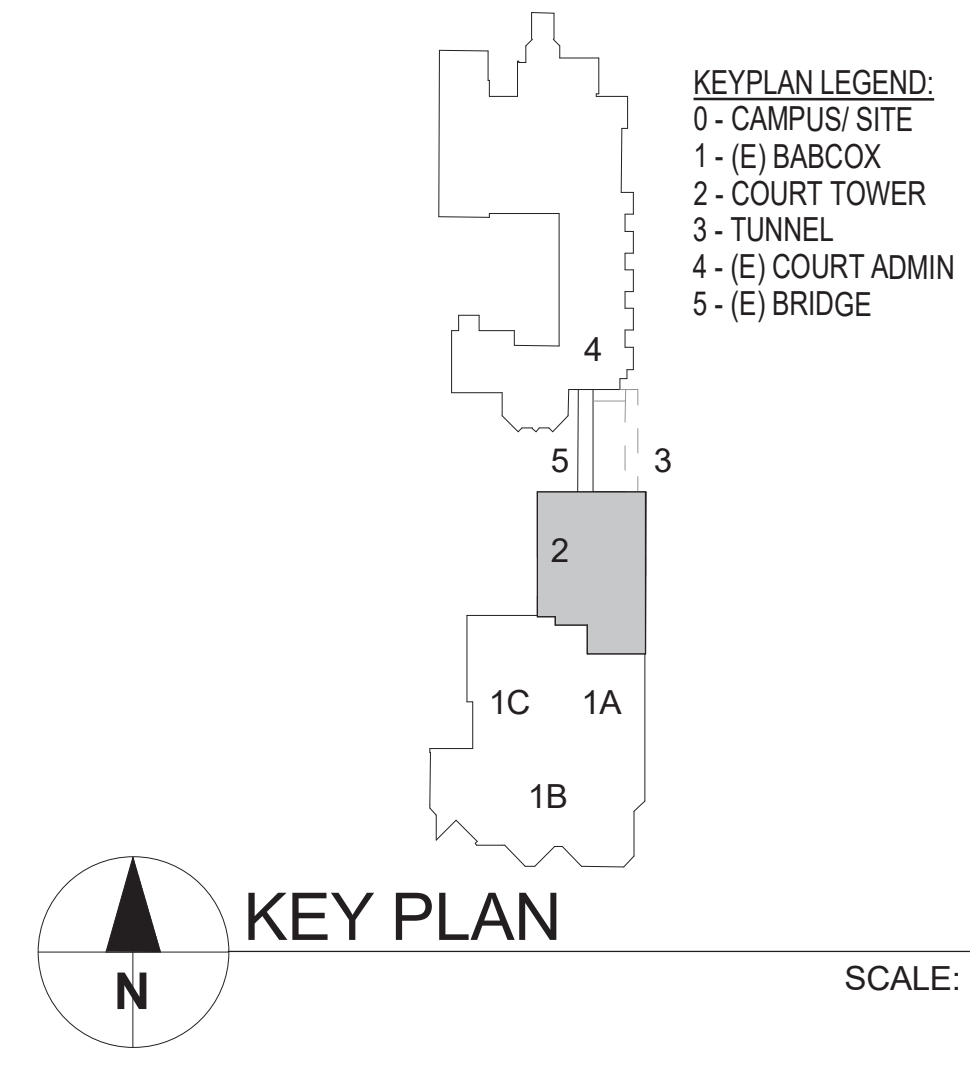 KEYPLAN LEGEND:
0 - CAMPUS/ SITE
1 - (E) BABCOX
2 - COURT TOWER
3 - TUNNEL
4 - (E) COURT ADMIN
5 - (E) BRIDGE
4
5
3
2
1C
1A
1B
KEY PLAN
N
SCALE: